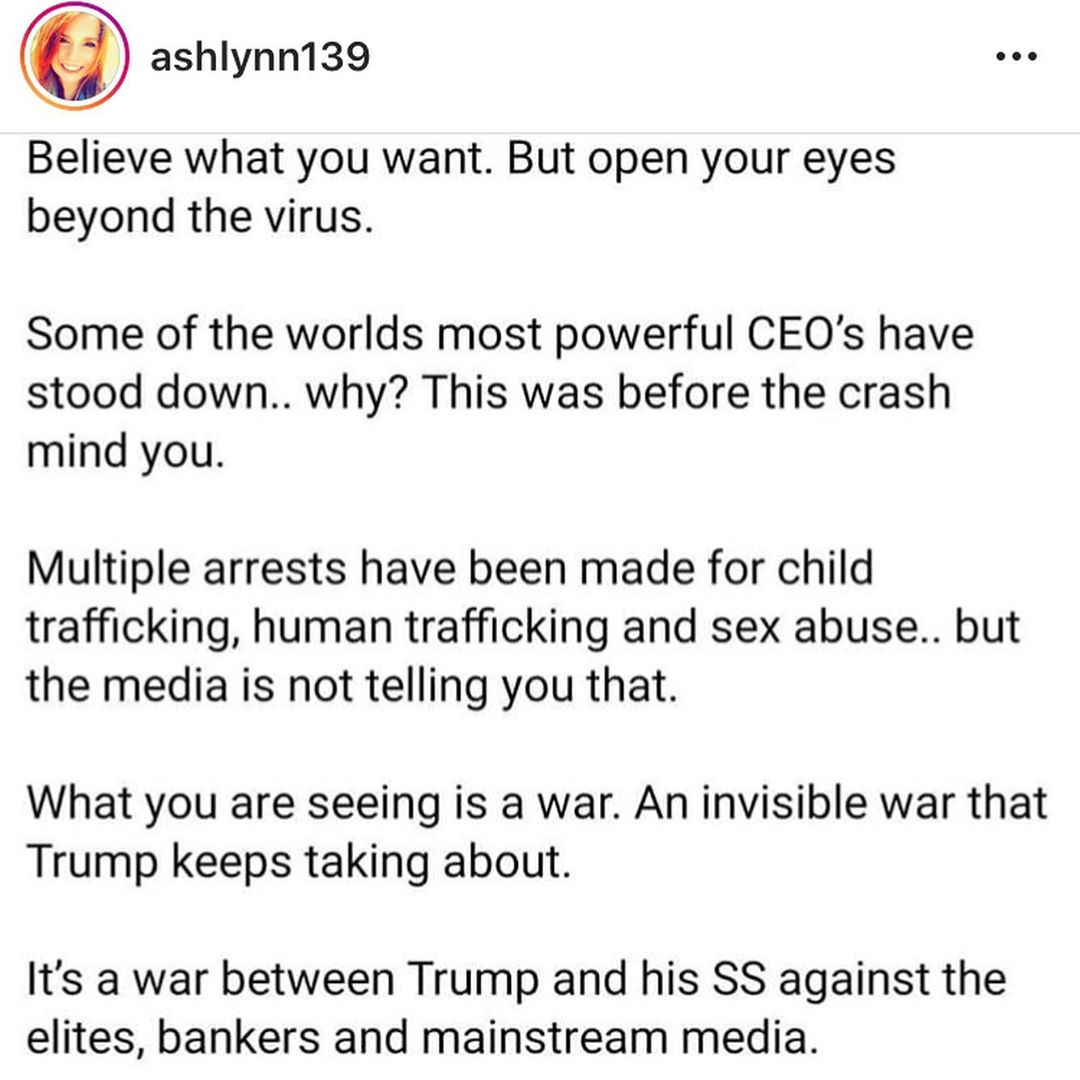 ashlynn139
Believe what you want. But open your eyes
beyond the virus.
Some of the worlds most powerful CEO's have
stood down.. why? This was before the crash
mind you.
Multiple arrests have been made for child
trafficking, human trafficking and sex abuse.. but
the media is not telling you that.
What you are seeing is a war. An invisible war that
Trump keeps taking about.
It's a war between Trump and his SS against the
elites, bankers and mainstream media.